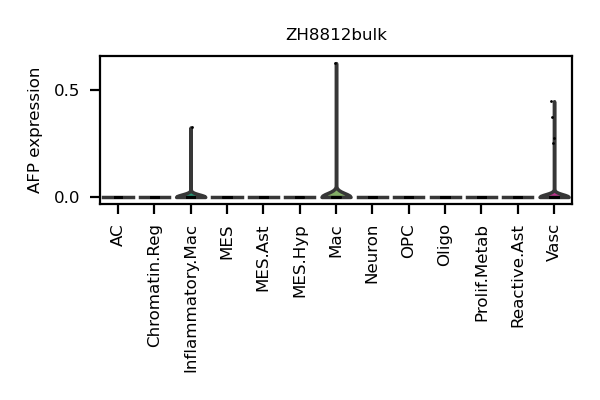 ZH8812bulk
AFP expression
0.5
0.0
AC
Chromatin.Reg
Inflammatory.Mac
MES
MES.Ast
MES.Hyp
Mac
Neuron
OPC
Oligo
Prolif.Metab
Reactive.Ast
Vasc